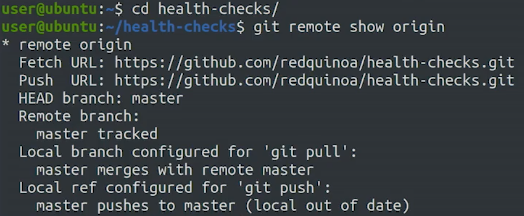 user@ubuntu:~$ cd health-checks/
user@ubuntu:~/health-checks$ git remote show origin
* remote origin
  Fetch URL: https://github.com/redquinoa/health-checks.git
  Push  URL: https://github.com/redquinoa/health-checks.git
  HEAD branch: master
  Remote branch:
    master tracked
  Local branch configured for 'git pull':
    master merges with remote master
  Local ref configured for 'git push':
    master pushes to master (local out of date)